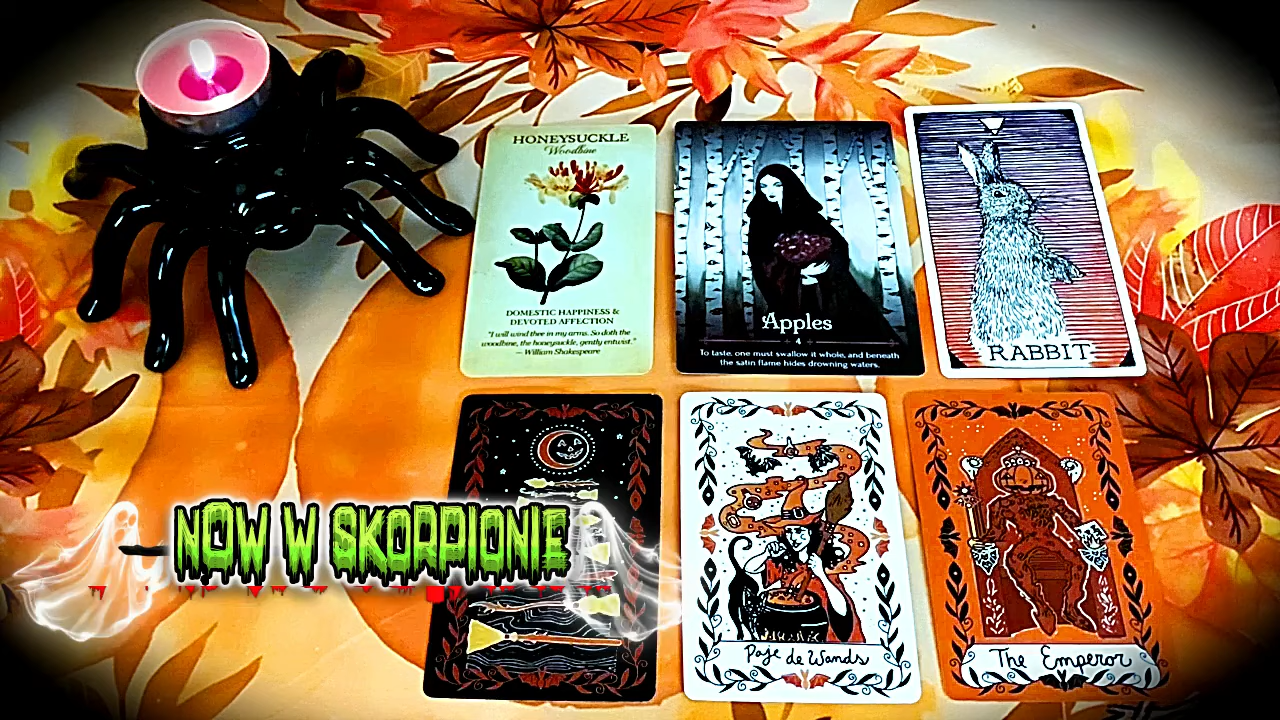 HONEYSUCKLE
Woodbine
DOMESTIC HAPPINESS &
DEVOTED AFFECTION
"I will wind thee in my arms. So doth the
woodbine, the honeysuckle, gently entwist."
— William Shakespeare
Apples
4
To taste, one must swallow it whole, and beneath
the satin flame hides drowning waters.
RABBIT
NOW W SKORPIONIE
Paje de Wands
The Emperor